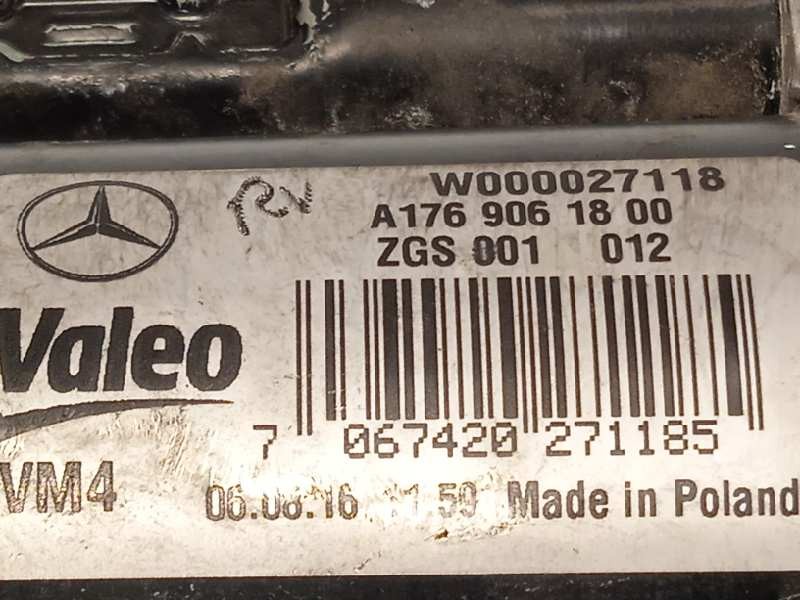 W000027118
A176 906 18 00
ZGS 001 012
Valeo
7 067420 271185
VM4 06.08.16 Made in Poland